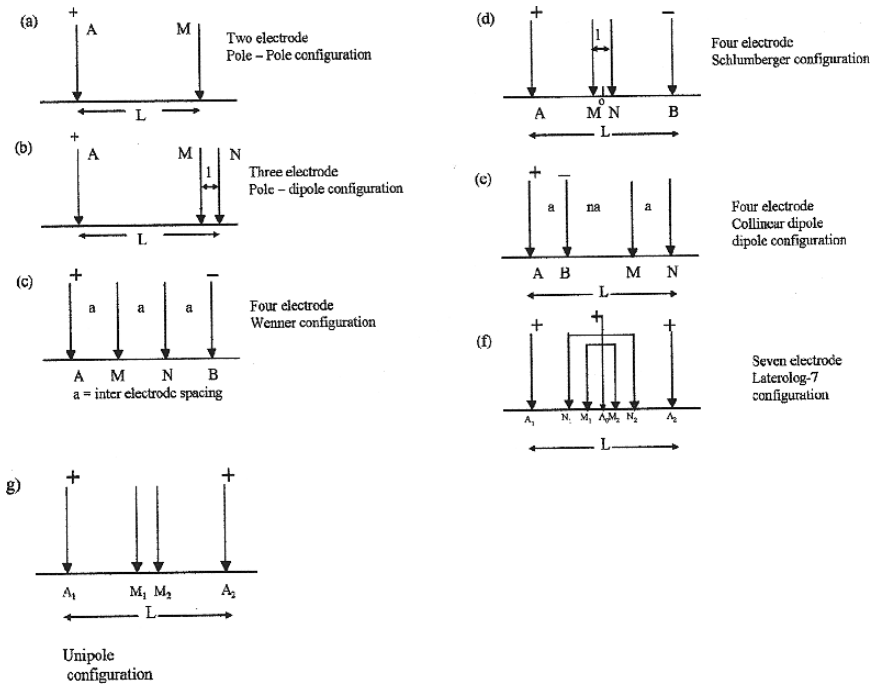 (a)
+
A
M
Two electrode
Pole – Pole configuration
L
(b)
+
A
M
N
l
Three electrode
Pole – dipole configuration
L
(c)
+
−
a
a
a
Four electrode
Wenner configuration
A
M
N
B
a = inter electrode spacing
(d)
+
−
l
Four electrode
Schlumberger configuration
o
A
M
N
B
L
(e)
+
−
a
na
a
Four electrode
Collinear dipole
dipole configuration
A
B
M
N
L
(f)
+
+
+
Seven electrode
Laterolog-7
configuration
A₁
N₁
M₁
A₀
M₂
N₂
A₂
L
g)
+
+
A₁
M₁
M₂
A₂
L
Unipole
configuration